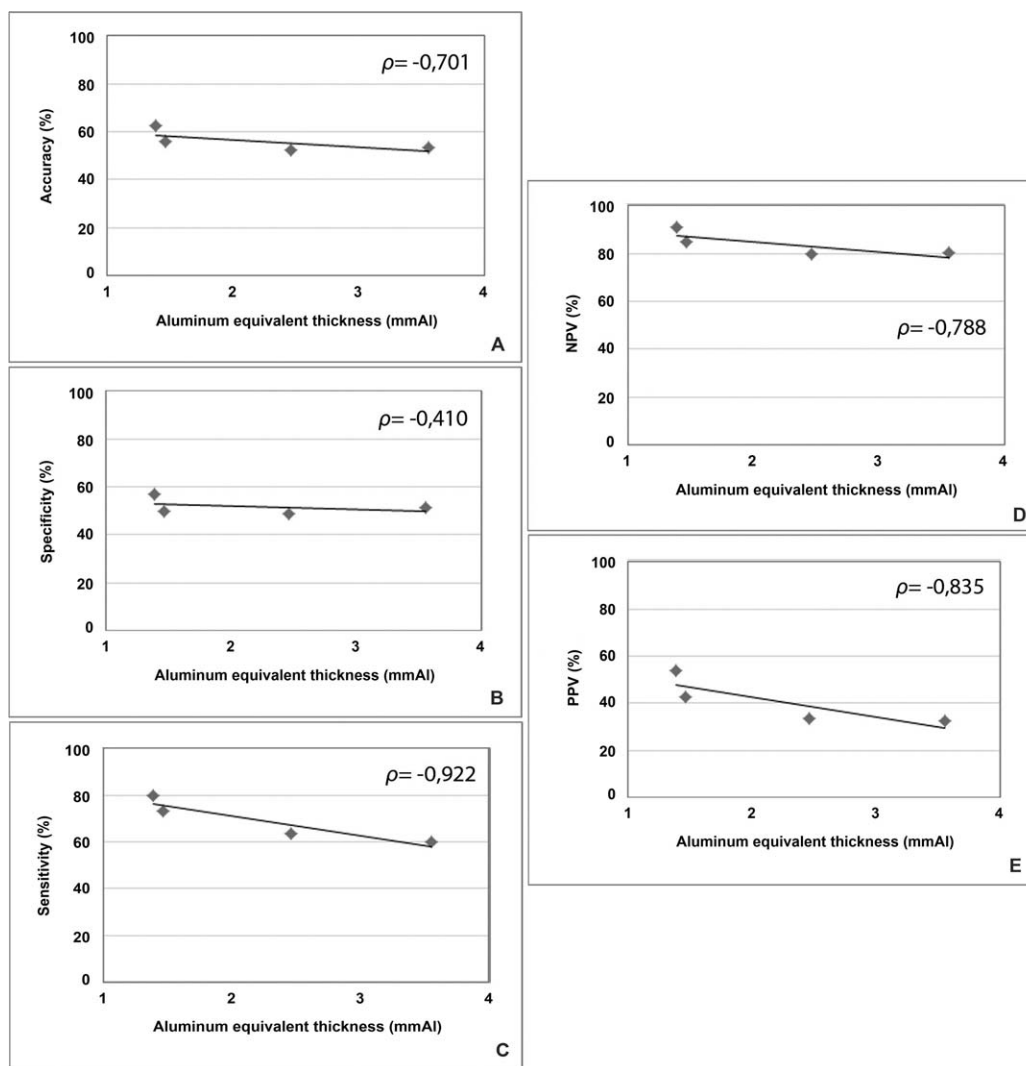 100
80
60
40
20
0
Accuracy (%)
ρ= -0,701
1 2 3 4
Aluminum equivalent thickness (mmAl)
A
100
80
60
40
20
0
Specificity (%)
ρ= -0,410
1 2 3 4
Aluminum equivalent thickness (mmAl)
B
100
80
60
40
20
0
Sensitivity (%)
ρ= -0,922
1 2 3 4
Aluminum equivalent thickness (mmAl)
C
100
80
60
40
20
0
NPV (%)
ρ= -0,788
1 2 3 4
Aluminum equivalent thickness (mmAl)
D
100
80
60
40
20
0
PPV (%)
ρ= -0,835
1 2 3 4
Aluminum equivalent thickness (mmAl)
E